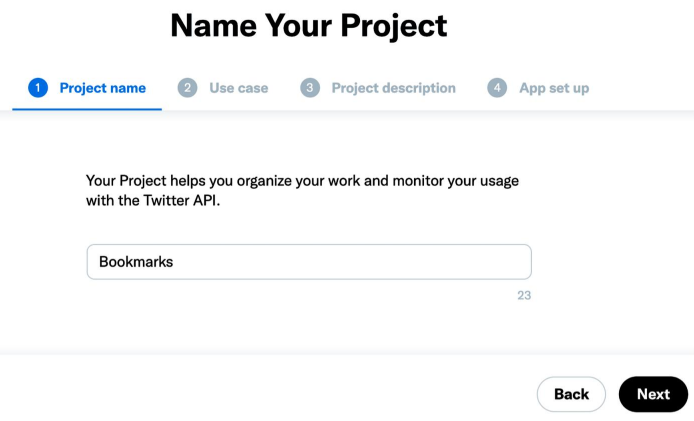 Name Your Project
1 Project name 2 Use case 3 Project description 4 App set up
Your Project helps you organize your work and monitor your usage
with the Twitter API.
Bookmarks
23
Back Next